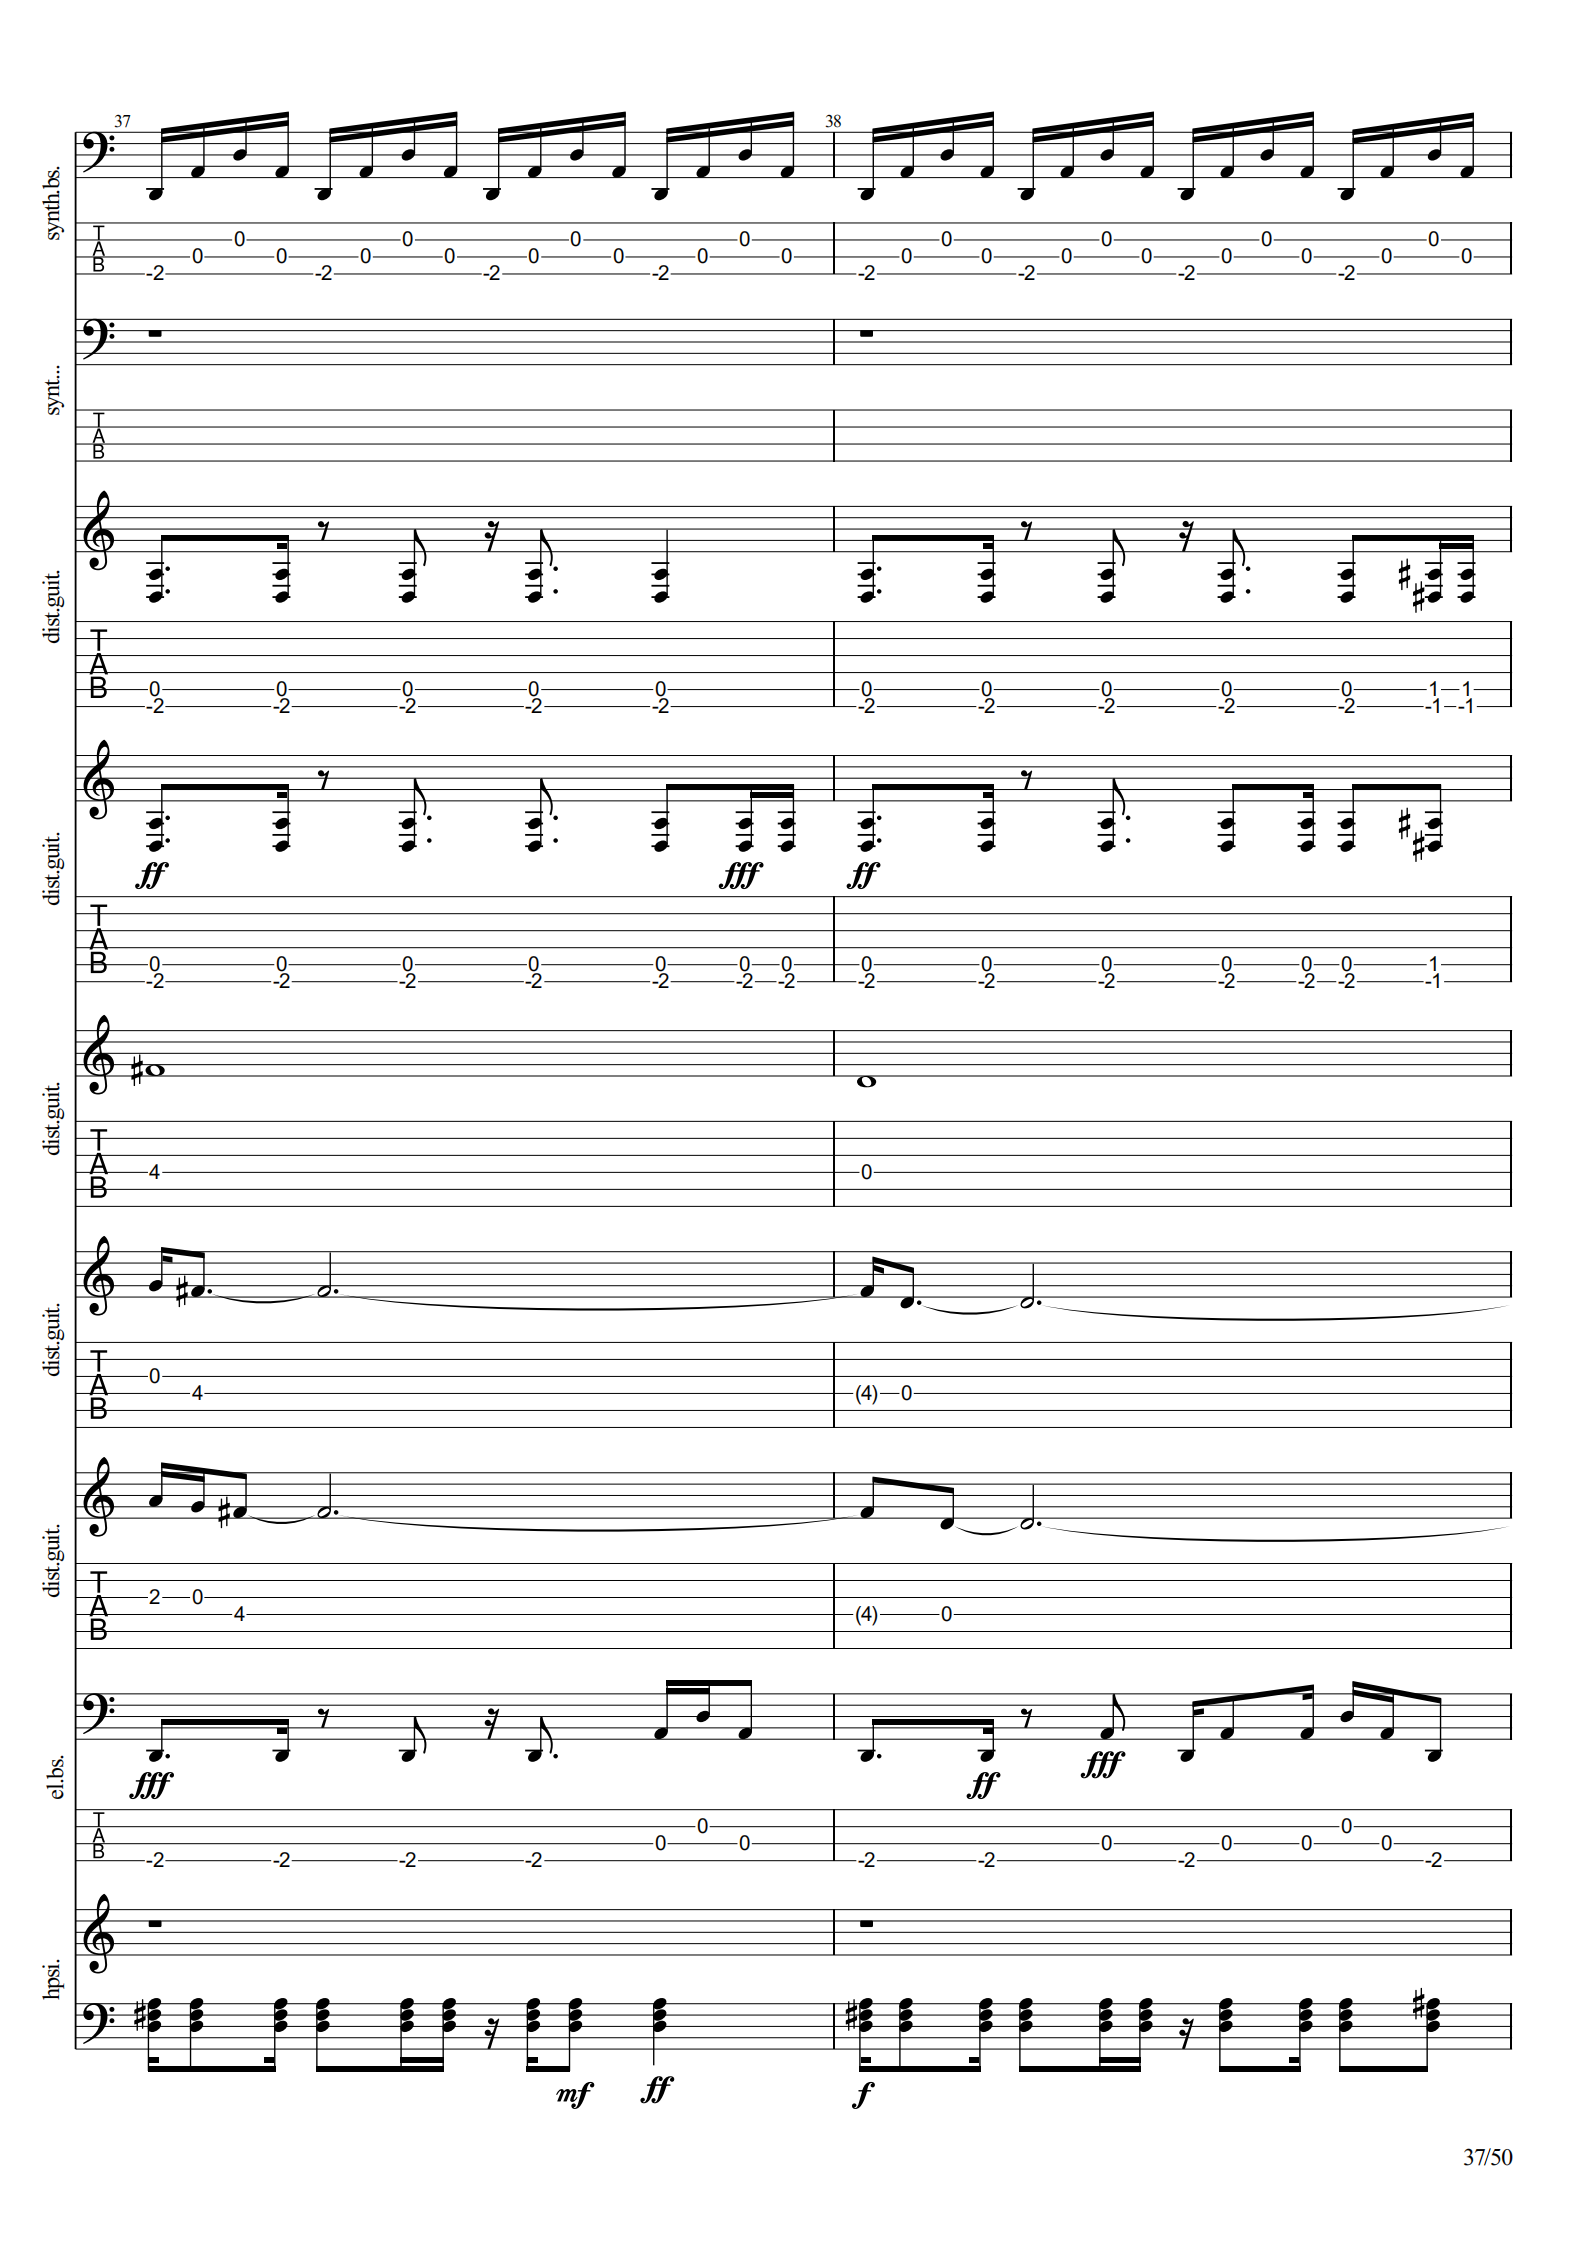 37 38
synth.bs.
T
A
B
-2 0 0 0 -2 0 0 0 -2 0 0 0 -2 0 0 0 -2 0 0 0 -2 0 0 0 -2 0 0 0 -2 0 0 0
synt...
T
A
B
dist.guit.
T
A
B
0 0 0 0 0 0 0 0 0 0 1 1
-2 -2 -2 -2 -2 -2 -2 -2 -2 -2 -1 -1
dist.guit.
ff fff ff
T
A
B
0 0 0 0 0 0 0 0 0 0 0 0 0 1
-2 -2 -2 -2 -2 -2 -2 -2 -2 -2 -2 -2 -2 -1
dist.guit.
T
A
B
4 0
dist.guit.
T
A
B
0 4 (4) 0
dist.guit.
T
A
B
2 0 4 (4) 0
el.bs.
fff ff fff
T
A
B
-2 -2 -2 -2 0 0 0 -2 -2 0 -2 0 0 0 0 -2
hpsi.
mf ff f
37/50